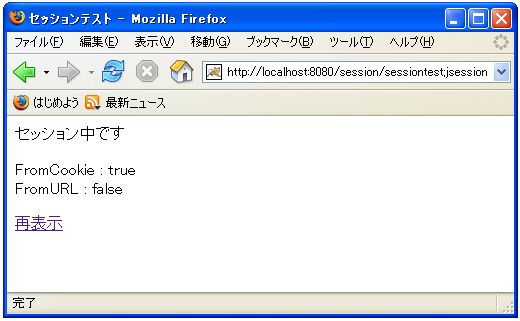 セッションテスト - Mozilla Firefox
ファイル(F) 編集(E) 表示(V) 移動(G) ブックマーク(B) ツール(T) ヘルプ(H)
http://localhost:8080/session/sessiontest;jsession
はじめよう 最新ニュース
セッション中です
FromCookie : true
FromURL : false
再表示
完了